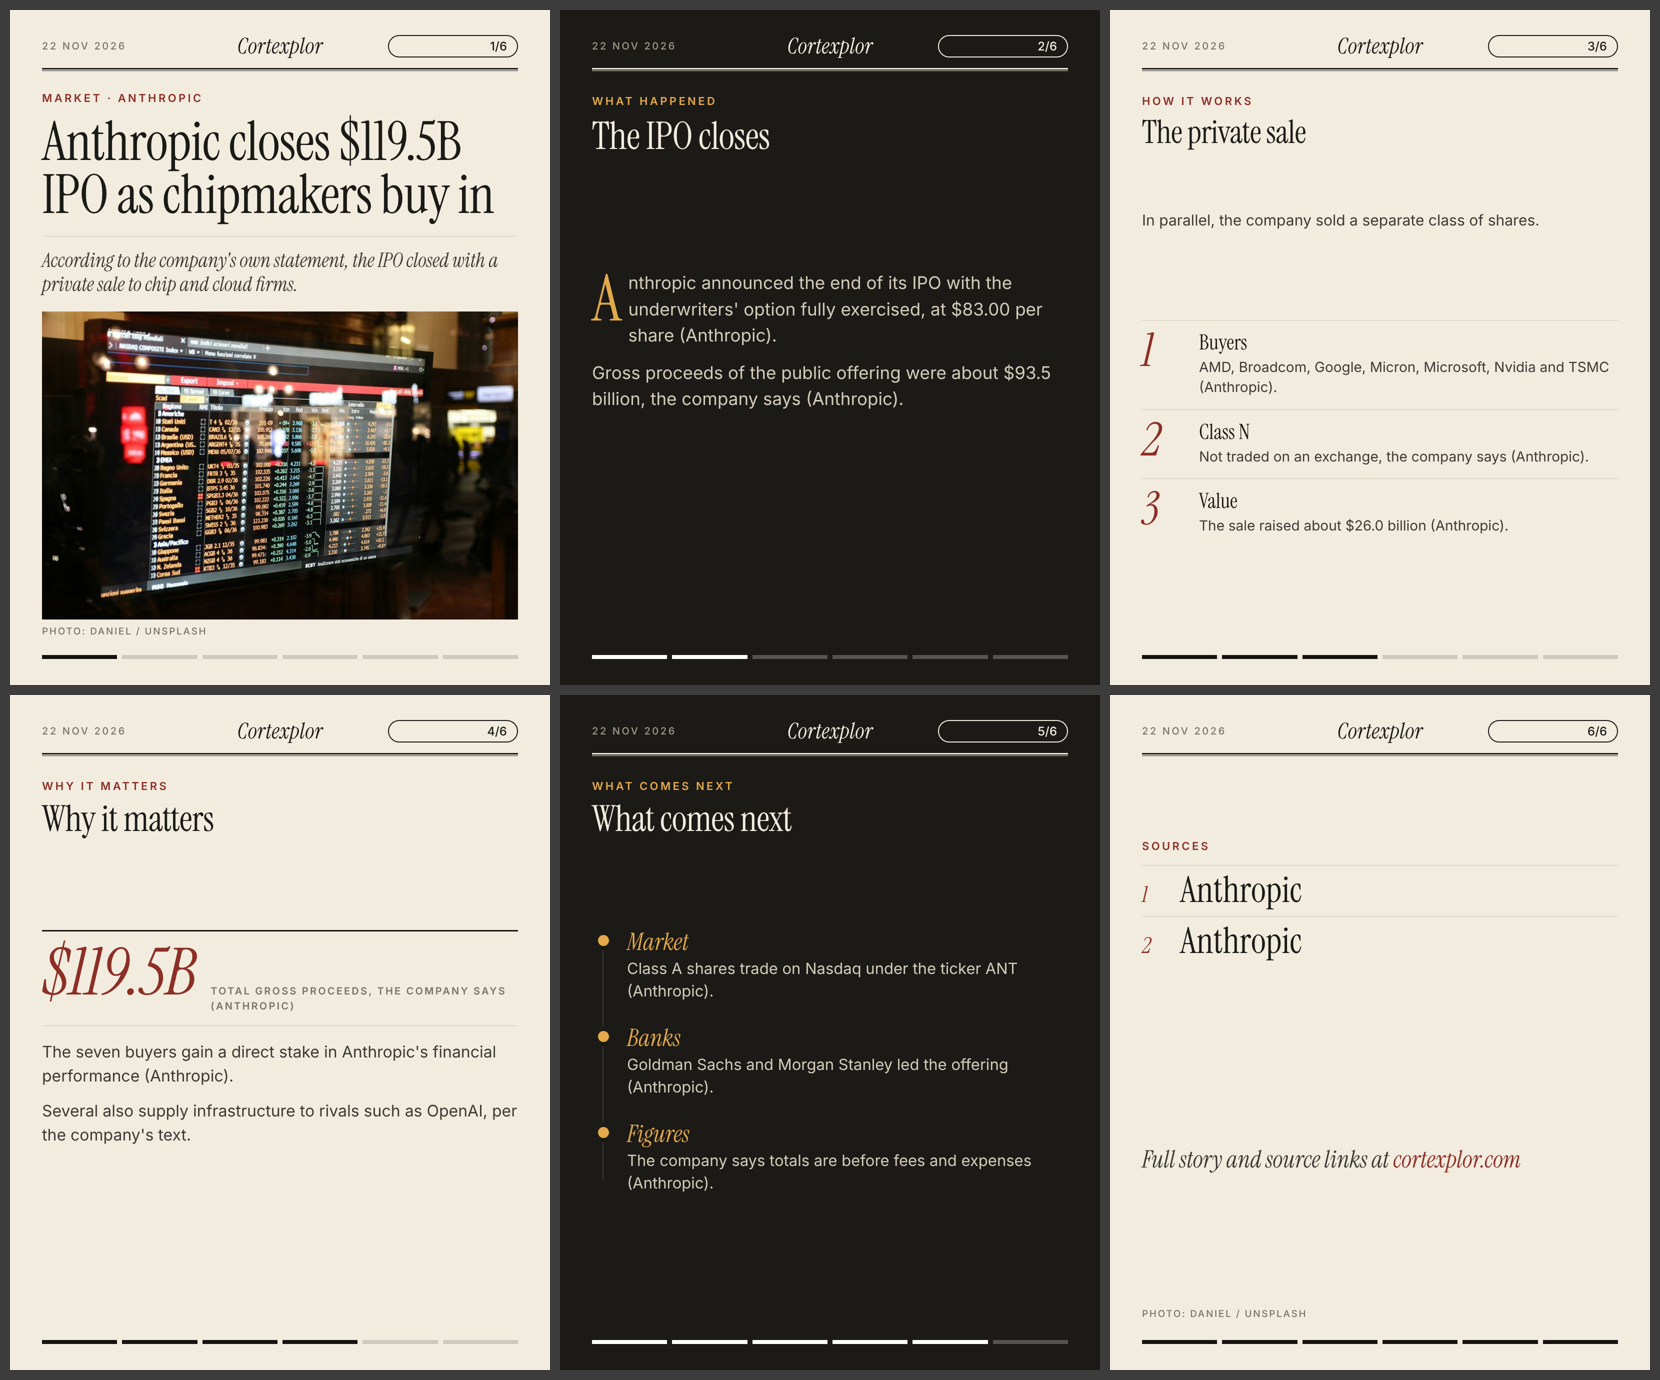 22 NOV 2026
Cortexplor
1/6
MARKET · ANTHROPIC
Anthropic closes $119.5B
IPO as chipmakers buy in
According to the company's own statement, the IPO closed with a
private sale to chip and cloud firms.
PHOTO: DANIEL / UNSPLASH
22 NOV 2026
Cortexplor
2/6
WHAT HAPPENED
The IPO closes
Anthropic announced the end of its IPO with the
underwriters' option fully exercised, at $83.00 per
share (Anthropic).
Gross proceeds of the public offering were about $93.5
billion, the company says (Anthropic).
22 NOV 2026
Cortexplor
3/6
HOW IT WORKS
The private sale
In parallel, the company sold a separate class of shares.
1
Buyers
AMD, Broadcom, Google, Micron, Microsoft, Nvidia and TSMC
(Anthropic).
2
Class N
Not traded on an exchange, the company says (Anthropic).
3
Value
The sale raised about $26.0 billion (Anthropic).
22 NOV 2026
Cortexplor
4/6
WHY IT MATTERS
Why it matters
$119.5B
TOTAL GROSS PROCEEDS, THE COMPANY SAYS
(ANTHROPIC)
The seven buyers gain a direct stake in Anthropic's financial
performance (Anthropic).
Several also supply infrastructure to rivals such as OpenAI, per
the company's text.
22 NOV 2026
Cortexplor
5/6
WHAT COMES NEXT
What comes next
Market
Class A shares trade on Nasdaq under the ticker ANT
(Anthropic).
Banks
Goldman Sachs and Morgan Stanley led the offering
(Anthropic).
Figures
The company says totals are before fees and expenses
(Anthropic).
22 NOV 2026
Cortexplor
6/6
SOURCES
1 Anthropic
2 Anthropic
Full story and source links at cortexplor.com
PHOTO: DANIEL / UNSPLASH